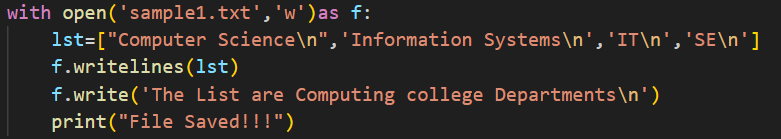 with open('sample1.txt','w')as f:
    lst=["Computer Science\n",'Information Systems\n','IT\n','SE\n']
    f.writelines(lst)
    f.write('The List are Computing college Departments\n')
    print("File Saved!!!")